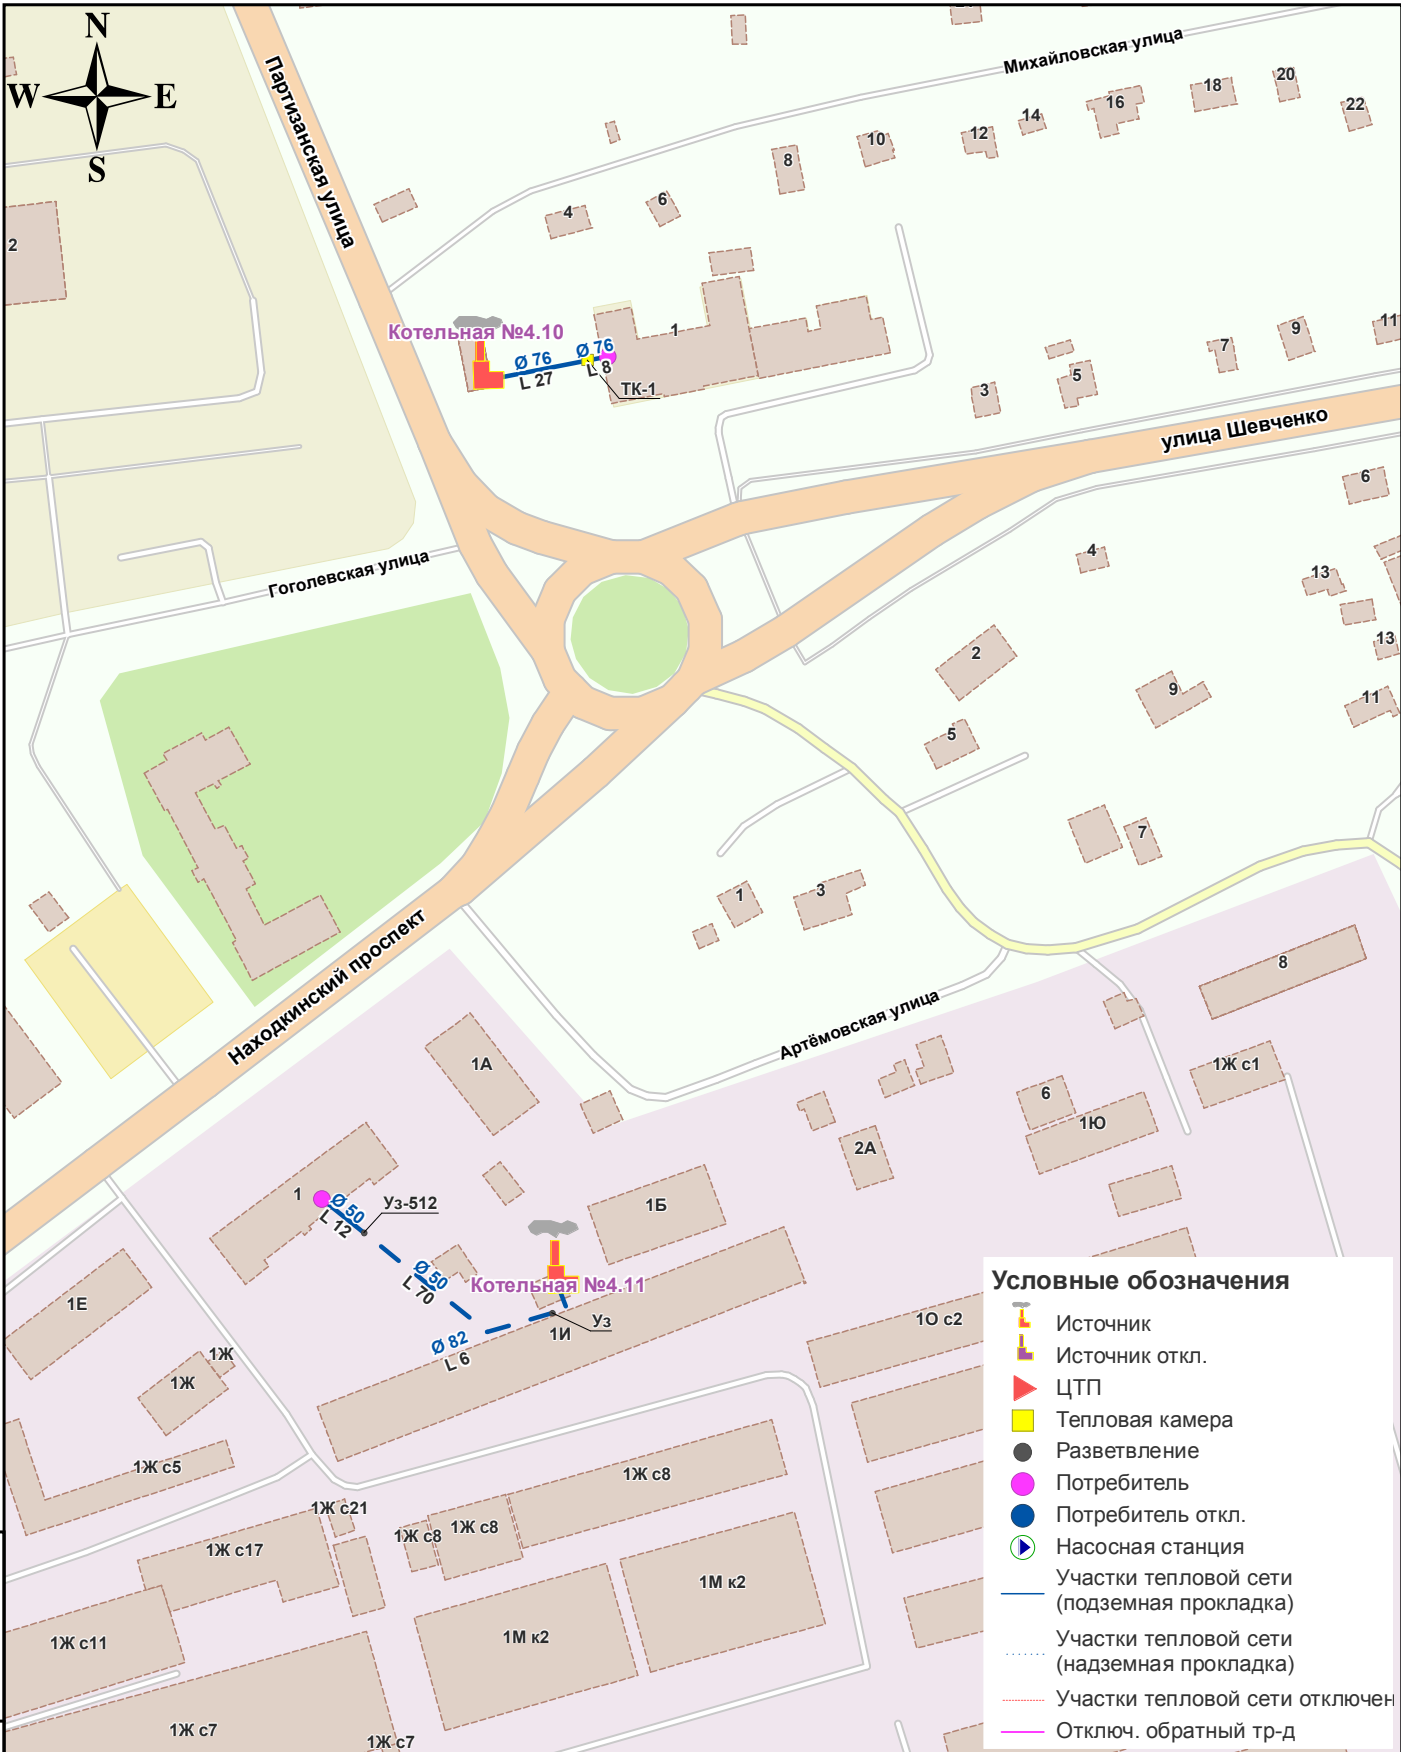 N
W E
S
Михайловская улица
Партизанская улица
20
18
16
22
14
12
10
8
6
4
2
Котельная №4.10
1
Ø 76
Ø 76
L 8
L 27
ТК-1
11
9
7
5
3
улица Шевченко
6
4
13
13
Гоголевская улица
2
9
11
5
7
1
3
Находкинский проспект
8
Артёмовская улица
1А
1Ж с1
6
1Ю
2А
1
Ø 50
L 12
Уз-512
1Б
Ø 50
L 70
Котельная №4.11
Уз
1И
Ø 82
L 6
1Е
1Ж
1Ж
1О с2
1Ж с5
1Ж с8
1Ж с21
1Ж с8
1Ж с8
1Ж с17
1М к2
1М к2
1Ж с11
1Ж с7
1Ж с7
Условные обозначения
Источник
Источник откл.
ЦТП
Тепловая камера
Разветвление
Потребитель
Потребитель откл.
Насосная станция
Участки тепловой сети
(подземная прокладка)
Участки тепловой сети
(надземная прокладка)
Участки тепловой сети отключен
Отключ. обратный тр-д